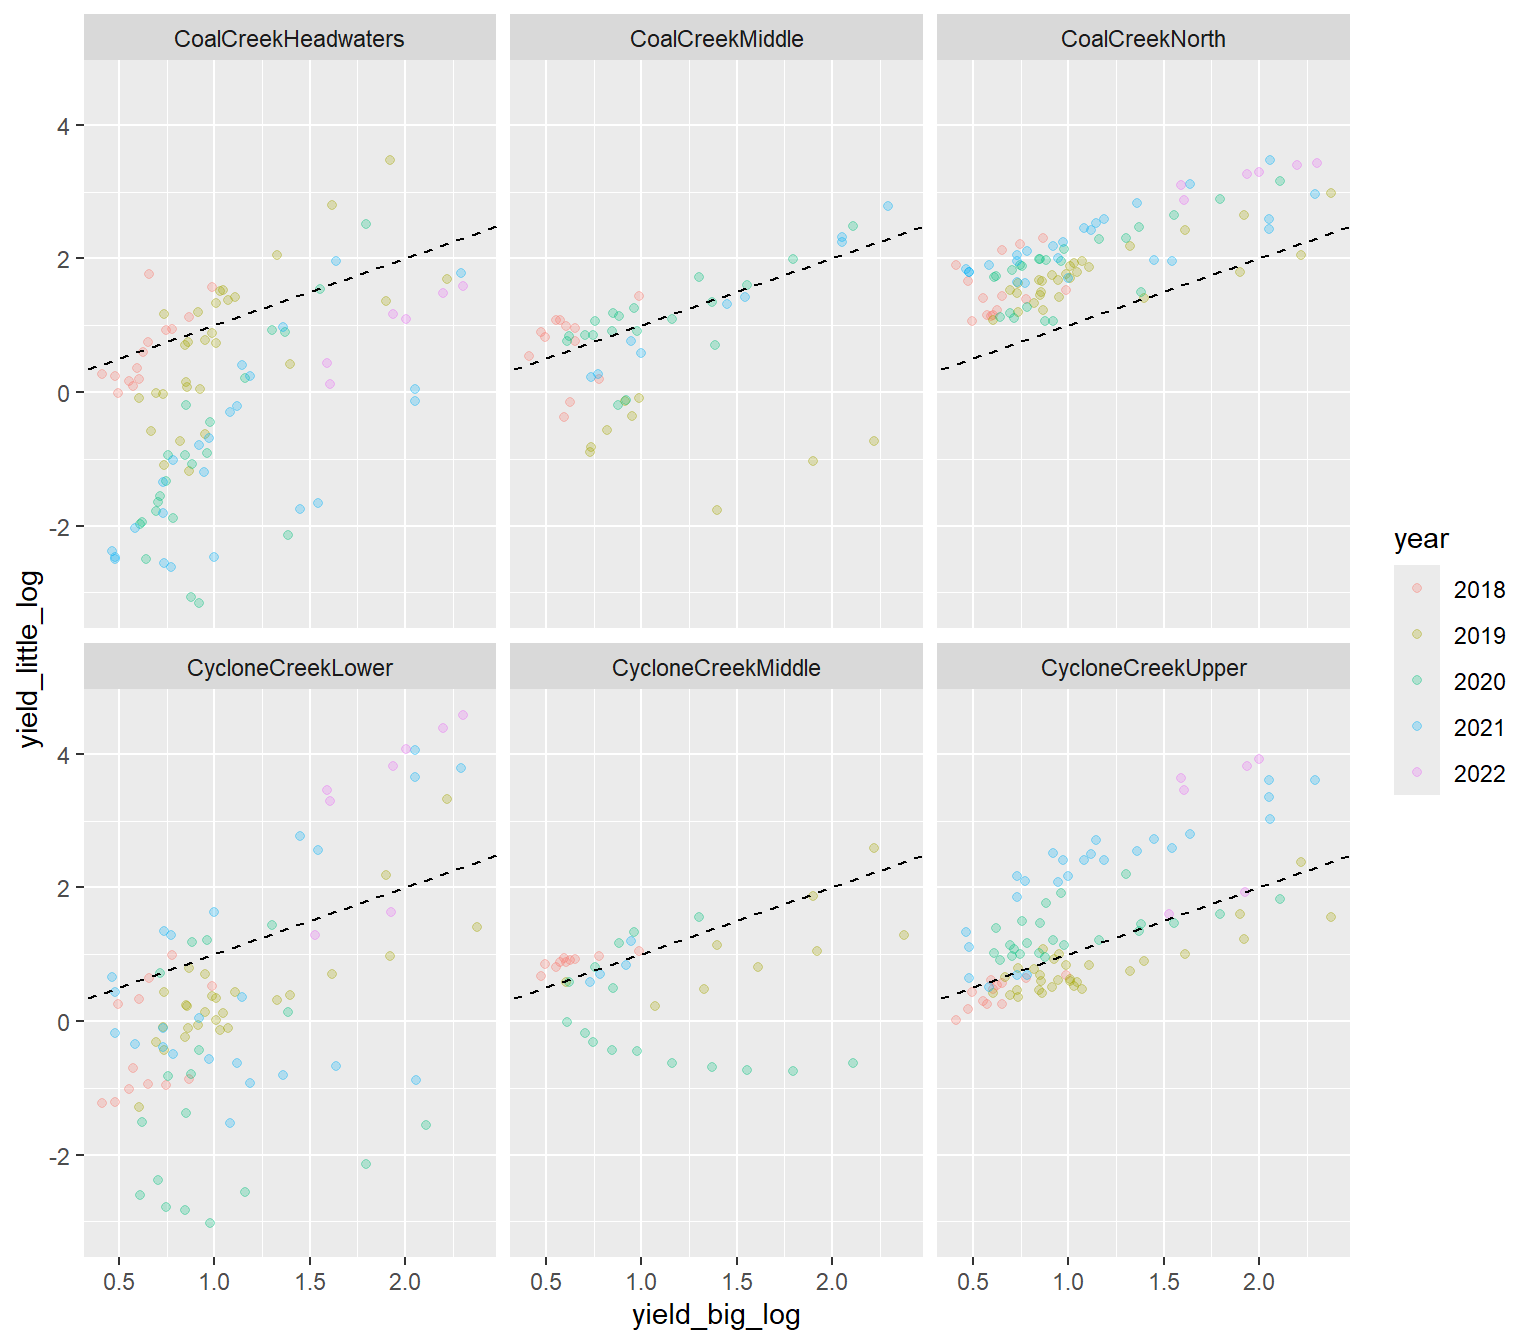 CoalCreekHeadwaters
CoalCreekMiddle
CoalCreekNorth
4
2
0
-2
CycloneCreekLower
CycloneCreekMiddle
CycloneCreekUpper
4
2
0
-2
0.5 1.0 1.5 2.0
0.5 1.0 1.5 2.0
0.5 1.0 1.5 2.0
yield_big_log
yield_little_log
year
2018
2019
2020
2021
2022